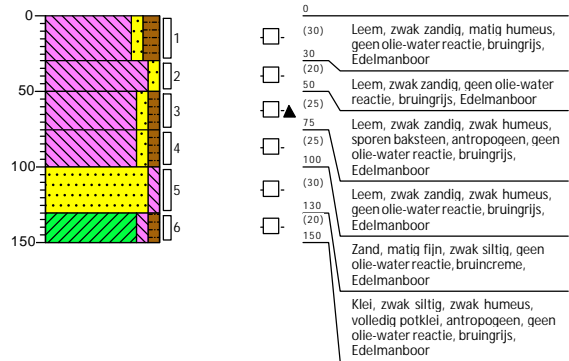 0
50
100
150
1
2
3
4
5
6
0
(30)
Leem, zwak zandig, matig humeus,
geen olie-water reactie, bruingrijs,
Edelmanboor
30
(20)
Leem, zwak zandig, geen olie-water
reactie, bruingrijs, Edelmanboor
50
(25)
Leem, zwak zandig, zwak humeus,
sporen baksteen, antropogeen, geen
olie-water reactie, bruingrijs,
Edelmanboor
75
(25)
Leem, zwak zandig, zwak humeus,
geen olie-water reactie, bruingrijs,
Edelmanboor
100
(30)
Zand, matig fijn, zwak siltig, geen
olie-water reactie, bruincreme,
Edelmanboor
130
(20)
Klei, zwak siltig, zwak humeus,
volledig potklei, antropogeen, geen
olie-water reactie, bruingrijs,
Edelmanboor
150